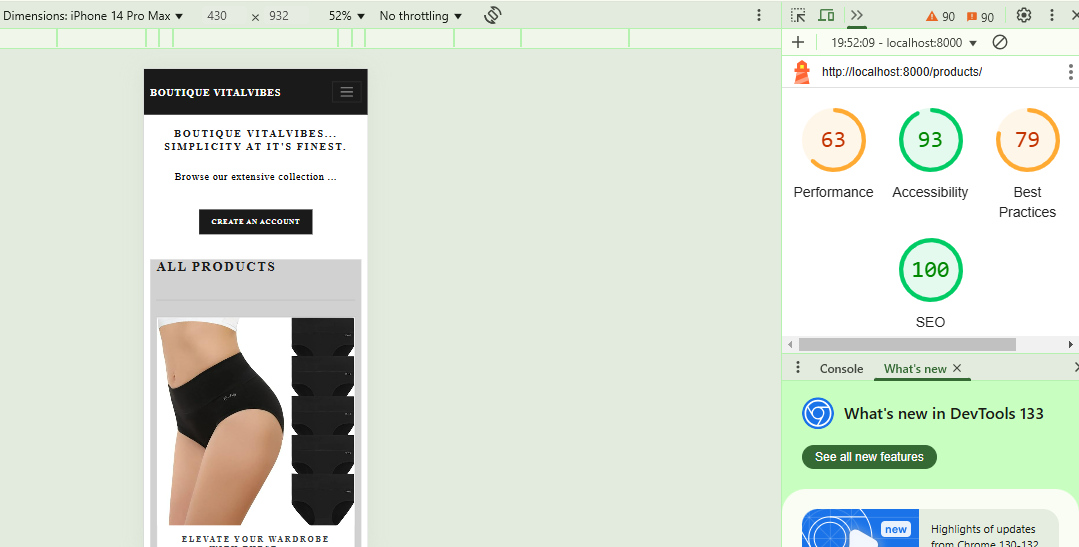 Dimensions: iPhone 14 Pro Max ▼ 430 × 932 52% ▼ No throttling ▼
90 90
19:52:09 - localhost:8000 ▼
http://localhost:8000/products/
BOUTIQUE VITALVIBES
BOUTIQUE VITALVIBES...
SIMPLICITY AT IT'S FINEST.
Browse our extensive collection ...
CREATE AN ACCOUNT
ALL PRODUCTS
ELEVATE YOUR WARDROBE
63 93 79
Performance Accessibility Best
Practices
100
SEO
Console What's new
What's new in DevTools 133
See all new features
new
Highlights of updates
from Chrome 130-132